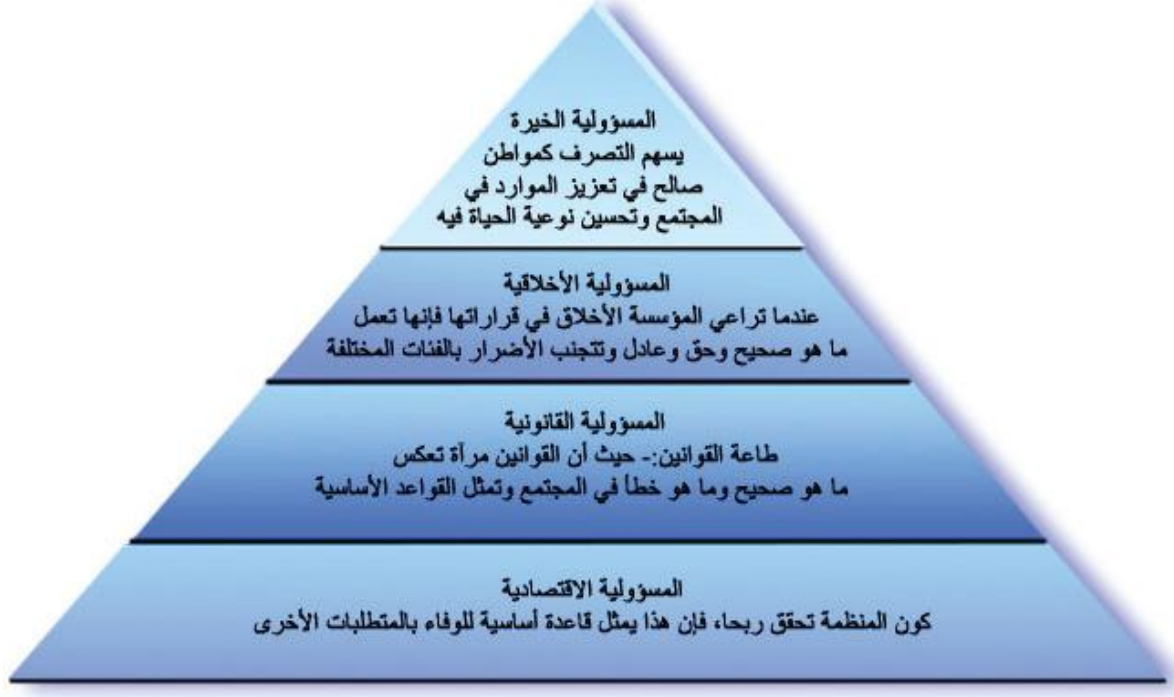 المسؤولية الخيرة
يسهم التصرف كمواطن
صالح في تعزيز الموارد في
المجتمع وتحسين نوعية الحياة فيه
المسؤولية الأخلاقية
عندما تراعي المؤسسة الأخلاق في قراراتها فإنها تعمل
ما هو صحيح وحق وعادل وتتجنب الأضرار بالفئات المختلفة
المسؤولية القانونية
طاعة القوانين:- حيث أن القوانين مرآة تعكس
ما هو صحيح وما هو خطأ في المجتمع وتمثل القواعد الأساسية
المسؤولية الاقتصادية
كون المنظمة تحقق ربحا، فإن هذا يمثل قاعدة أساسية للوفاء بالمتطلبات الأخرى